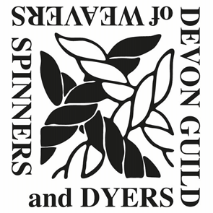 DEVON GUILD
of WEAVERS
SPINNERS
and DYERS